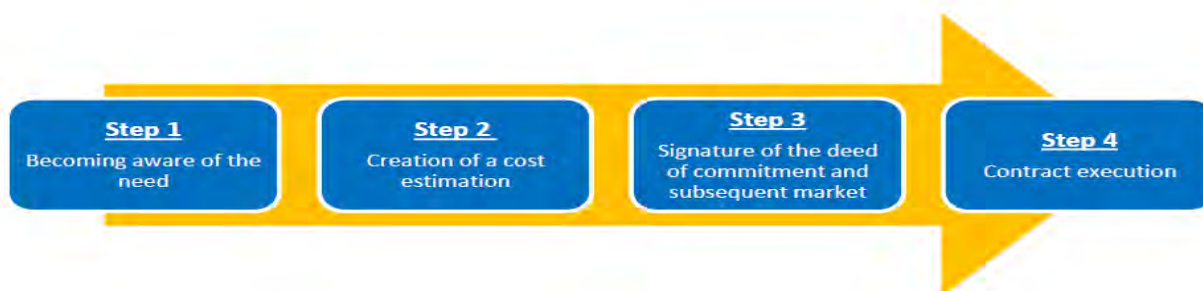 Step 1
Becoming aware of the
need
Step 2
Creation of a cost
estimation
Step 3
Signature of the deed
of commitment and
subsequent market
Step 4
Contract execution